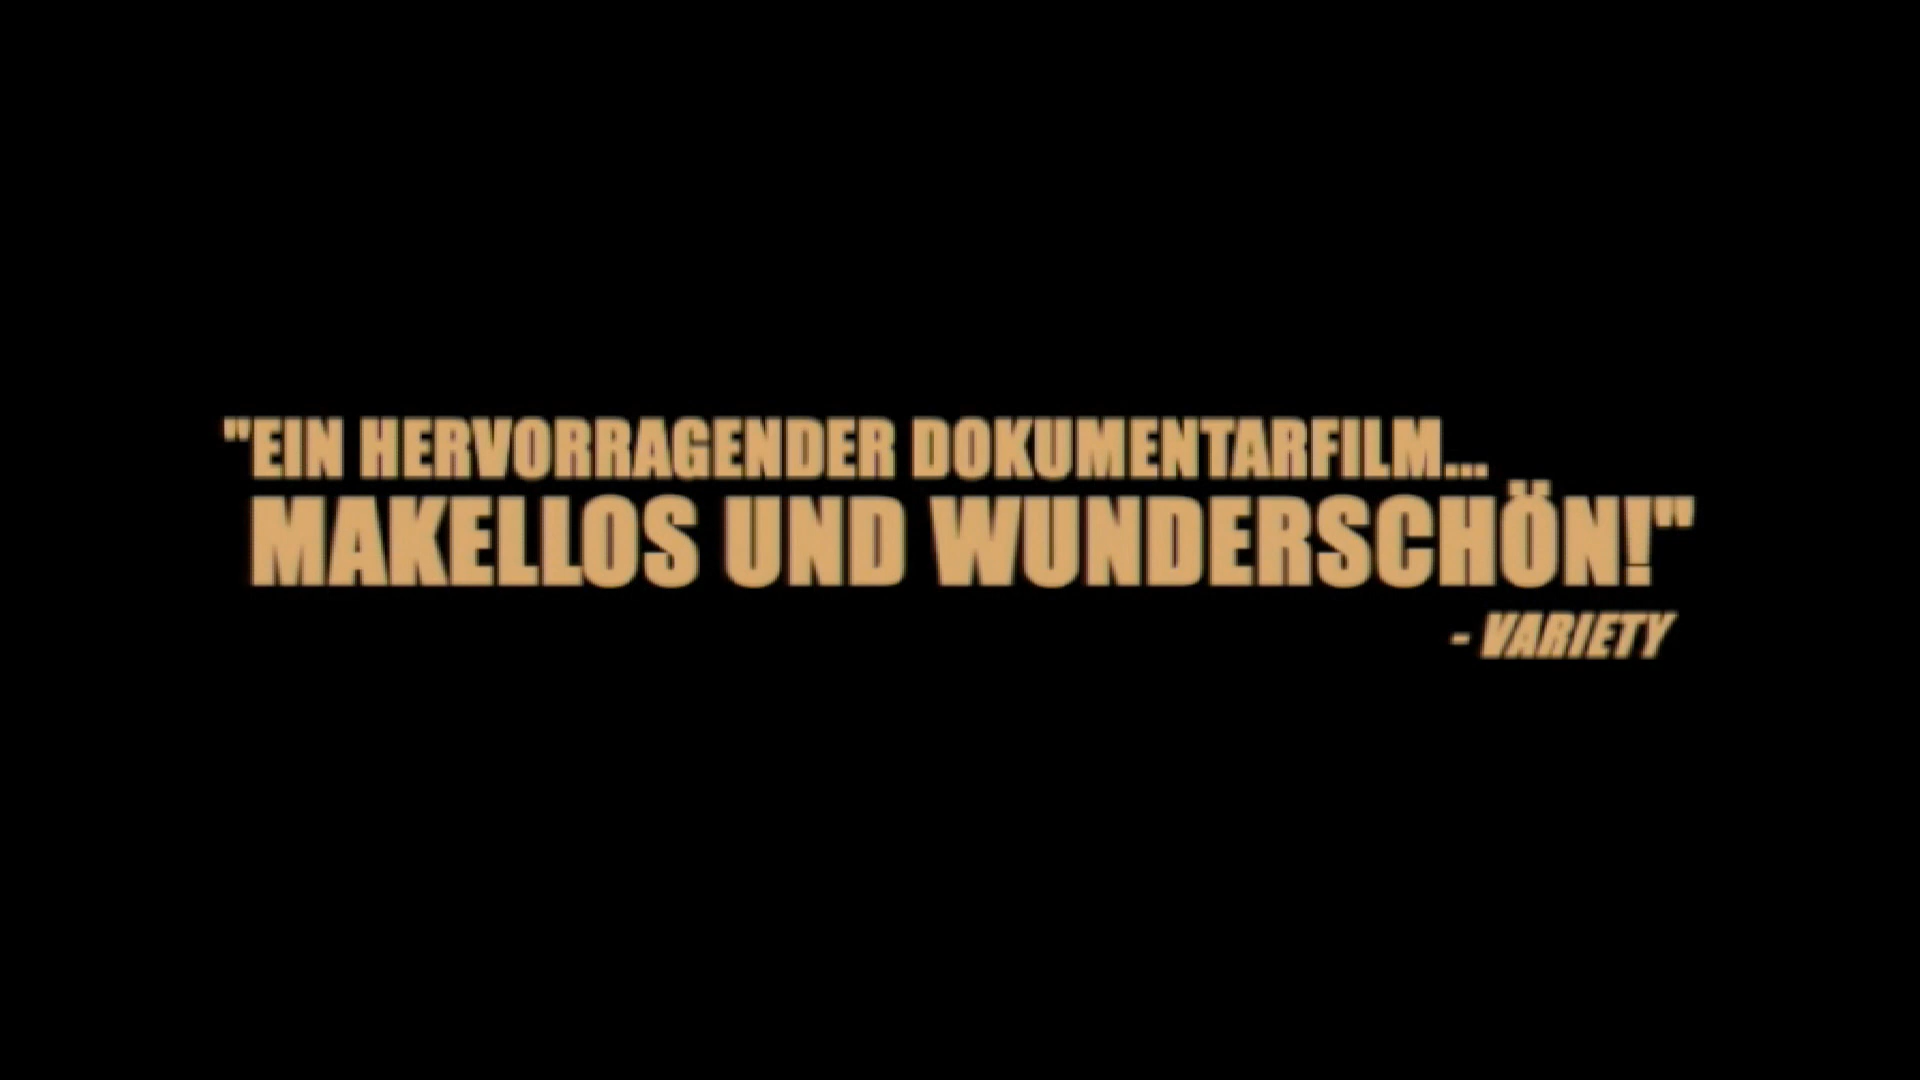 "EIN HERVORRAGENDER DOKUMENTARFILM...
MAKELLOS UND WUNDERSCHÖN!"
- VARIETY